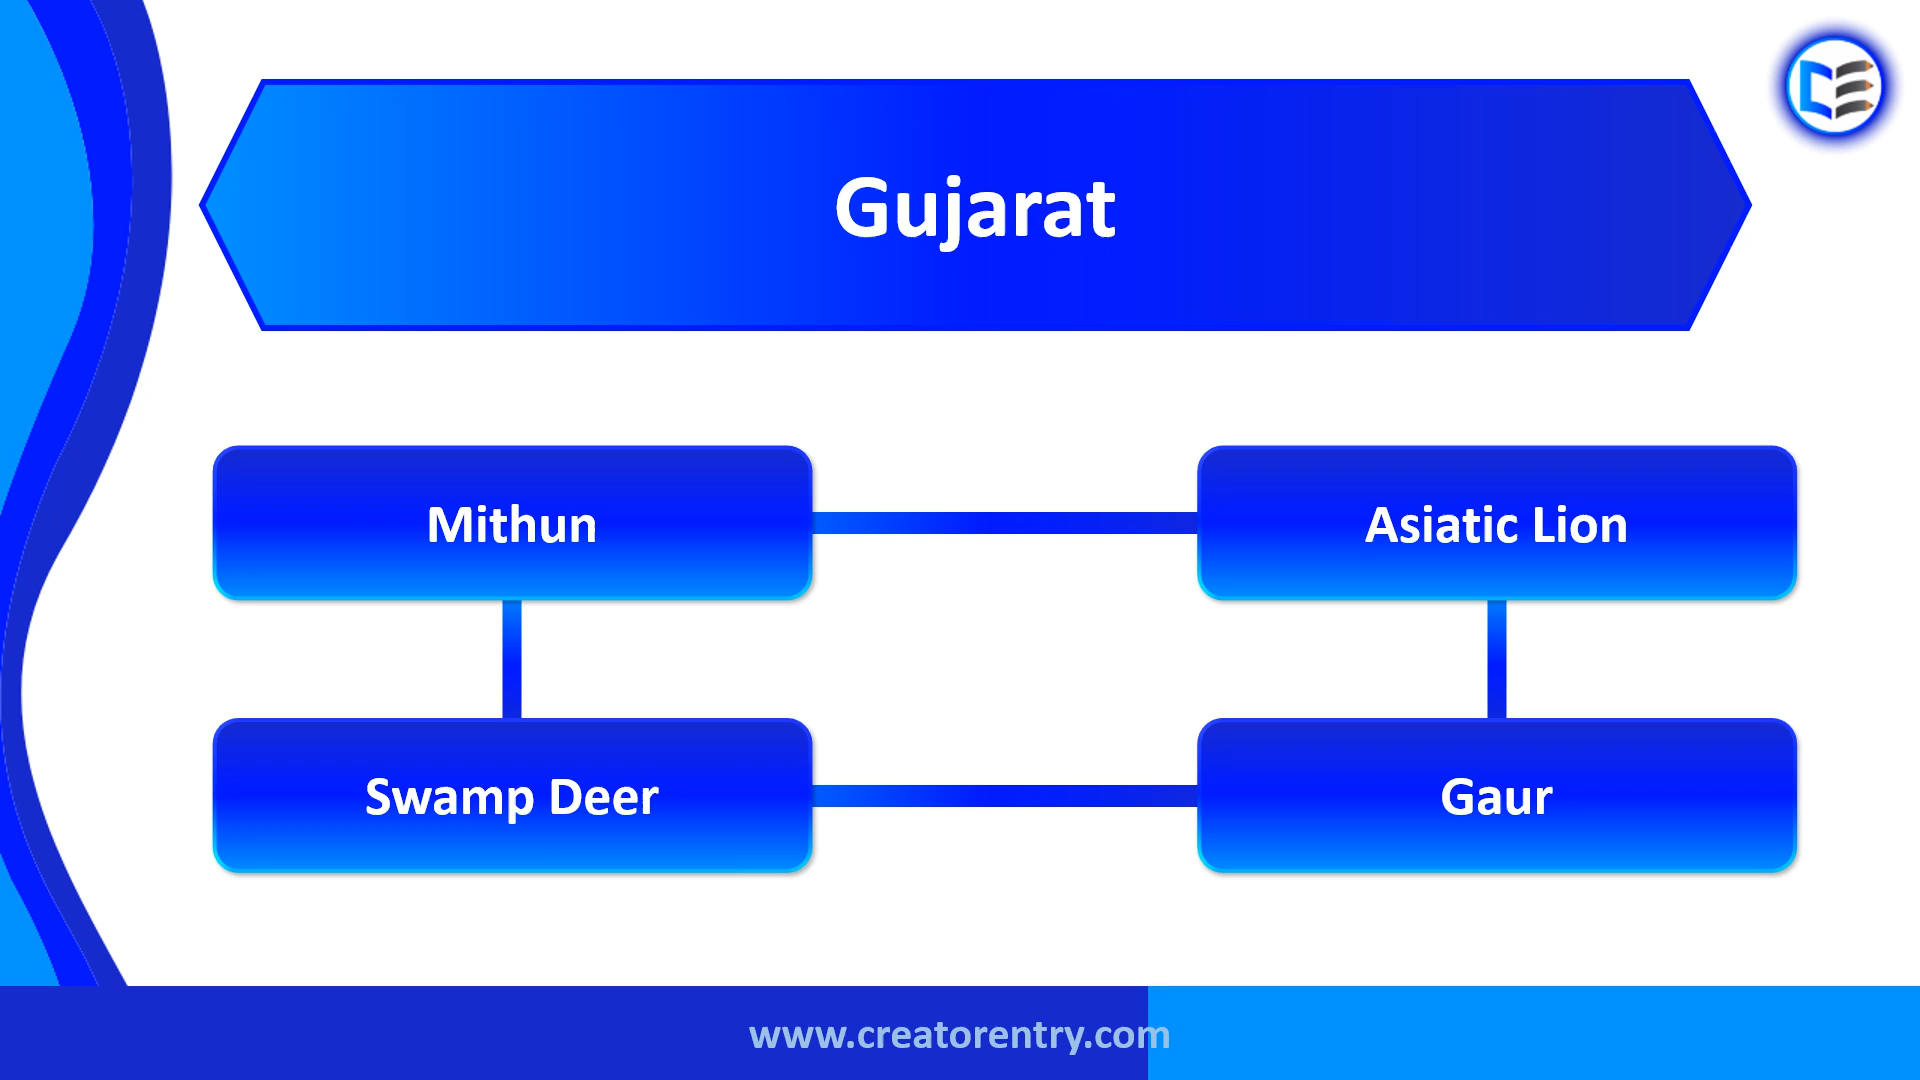 Gujarat
Mithun
Asiatic Lion
Swamp Deer
Gaur
www.creatorentry.com